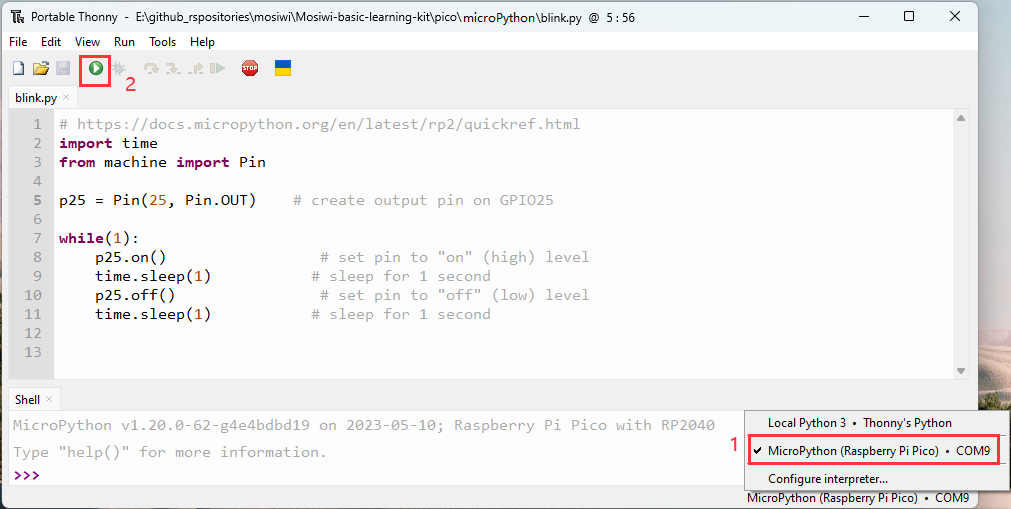 Portable Thonny - E:\github_rspositories\mosiwi\Mosiwi-basic-learning-kit\pico\microPython\blink.py @ 5 : 56
File Edit View Run Tools Help
STOP
2
blink.py ×
1 # https://docs.micropython.org/en/latest/rp2/quickref.html
2 import time
3 from machine import Pin
4
5 p25 = Pin(25, Pin.OUT)    # create output pin on GPIO25
6
7 while(1):
8     p25.on()                 # set pin to "on" (high) level
9     time.sleep(1)           # sleep for 1 second
10     p25.off()                # set pin to "off" (low) level
11     time.sleep(1)           # sleep for 1 second
12
13
Shell ×
MicroPython v1.20.0-62-g4e4bdbd19 on 2023-05-10; Raspberry Pi Pico with RP2040
Type "help()" for more information.
>>>
Local Python 3 • Thonny's Python
1
✓ MicroPython (Raspberry Pi Pico) • COM9
Configure interpreter...
MicroPython (Raspberry Pi Pico) • COM9